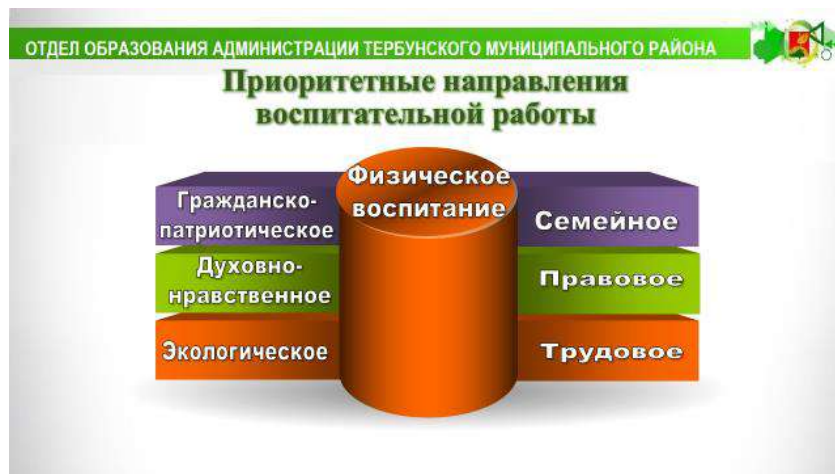 ОТДЕЛ ОБРАЗОВАНИЯ АДМИНИСТРАЦИИ ТЕРБУНСКОГО МУНИЦИПАЛЬНОГО РАЙОНА
Приоритетные направления
воспитательной работы
Физическое
воспитание
Гражданско-
патриотическое
Духовно-
нравственное
Экологическое
Семейное
Правовое
Трудовое